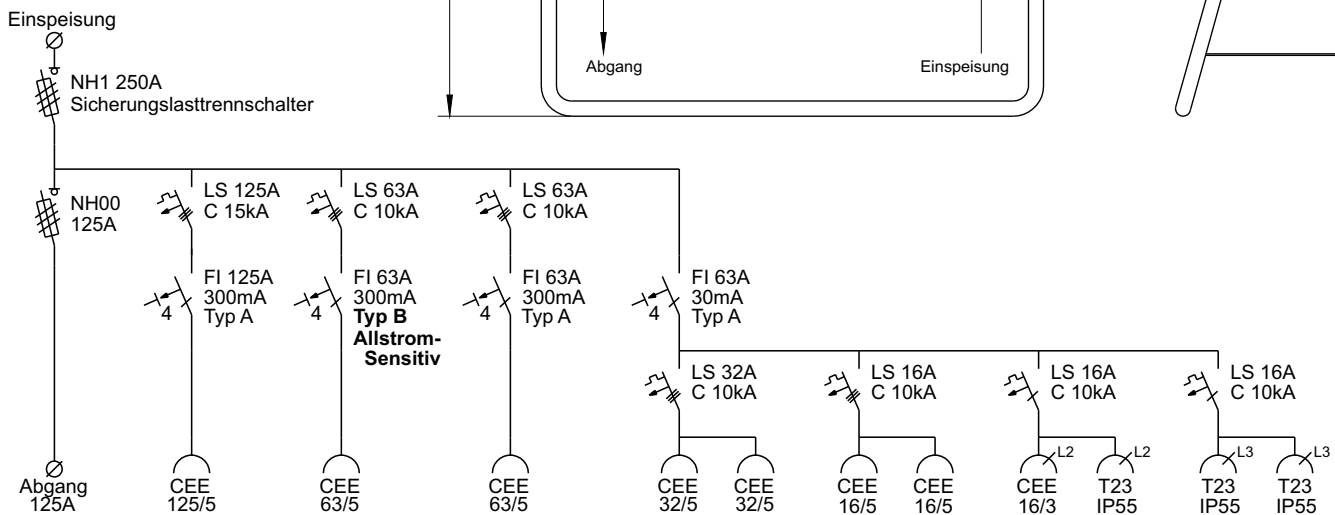 Einspeisung
NH1 250A
Sicherungslasttrennschalter
Abgang
Einspeisung
NH00
125A
LS 125A
C 15kA
LS 63A
C 10kA
LS 63A
C 10kA
FI 125A
300mA
Typ A
4
FI 63A
300mA
Typ B
Allstrom-
Sensitiv
4
FI 63A
300mA
Typ A
4
FI 63A
30mA
Typ A
4
LS 32A
C 10kA
LS 16A
C 10kA
LS 16A
C 10kA
LS 16A
C 10kA
L2
L2
L3
L3
Abgang
125A
CEE
125/5
CEE
63/5
CEE
63/5
CEE
32/5
CEE
32/5
CEE
16/5
CEE
16/5
CEE
16/3
T23
IP55
T23
IP55
T23
IP55